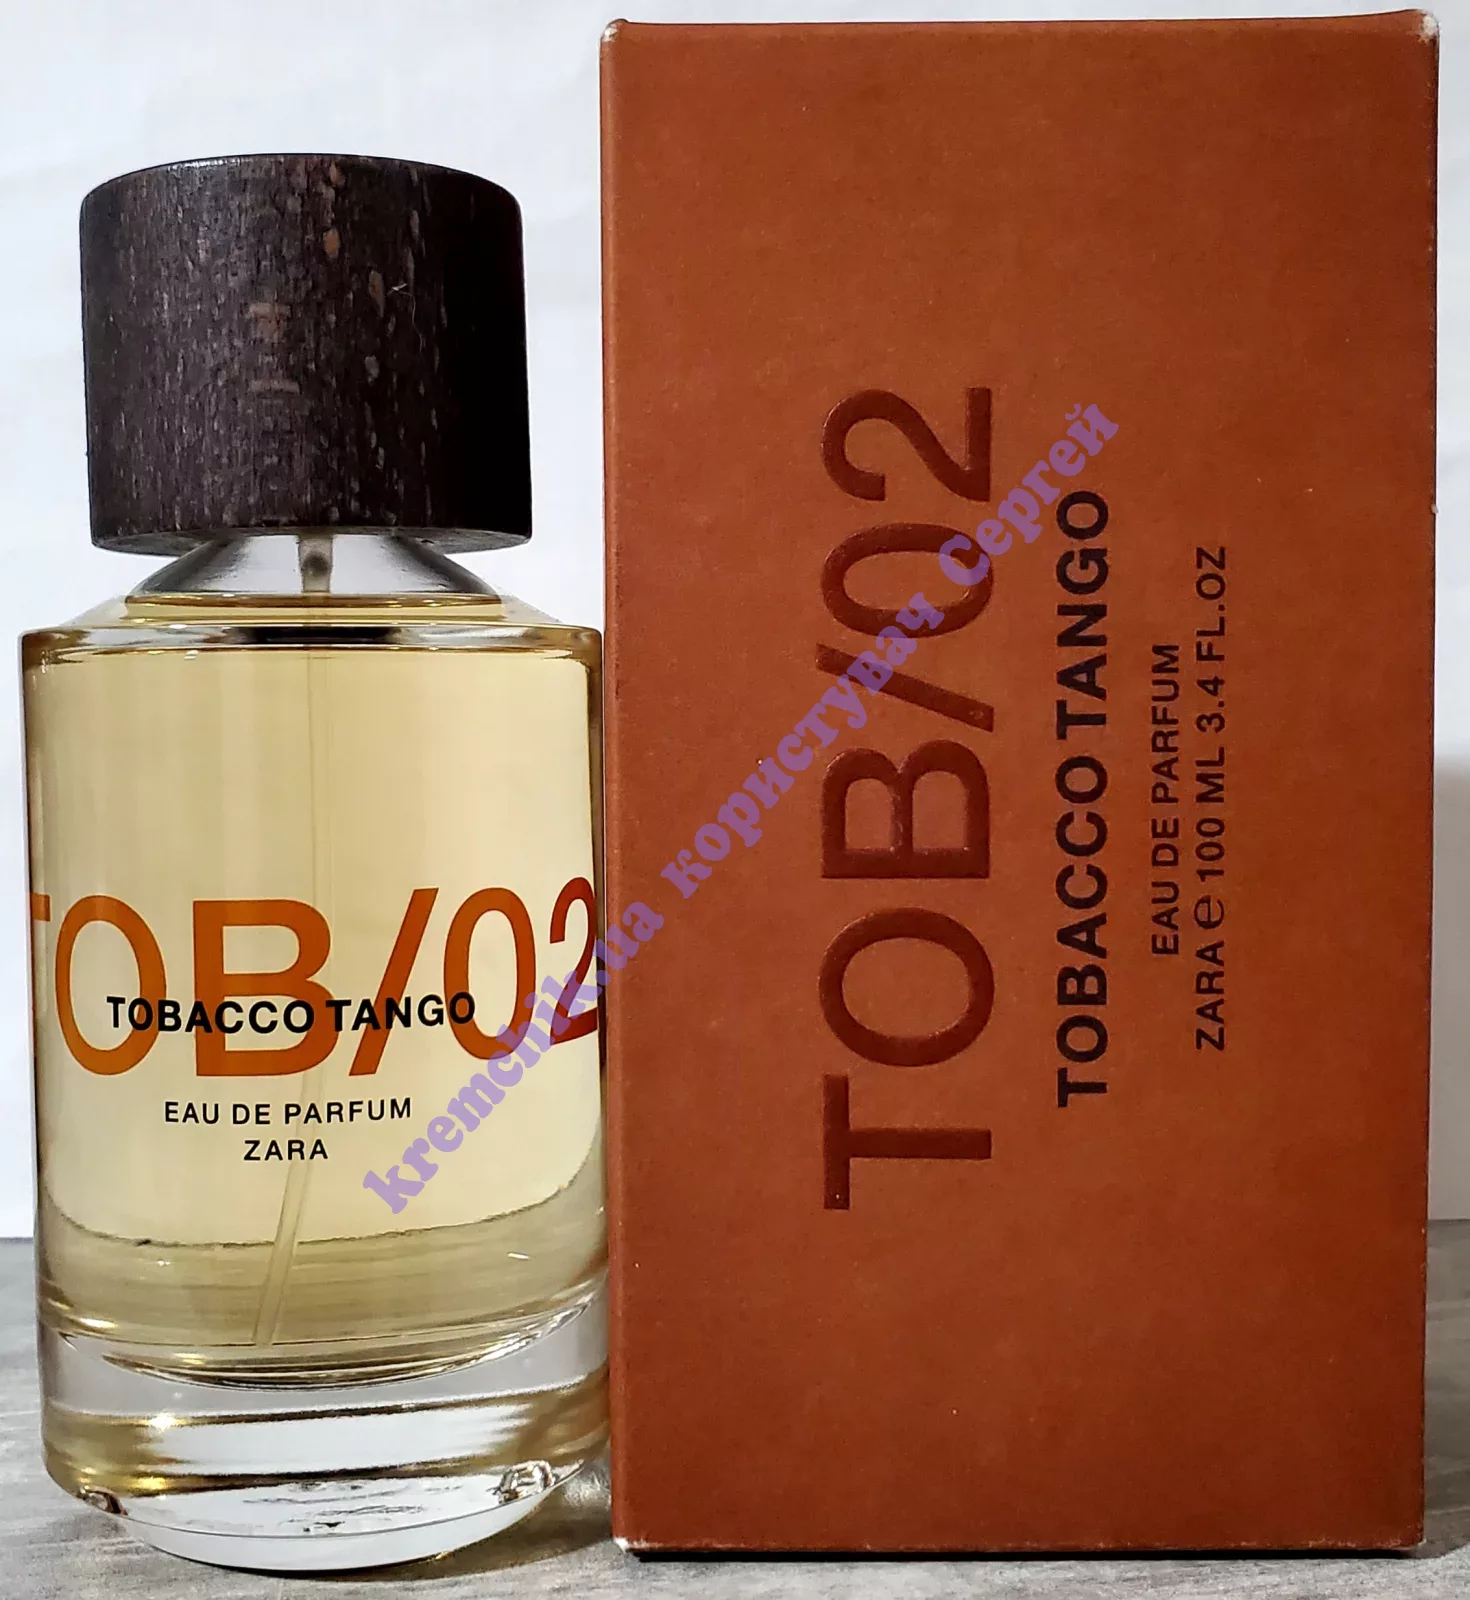 TOB/02
TOBACCO TANGO
EAU DE PARFUM
ZARA
TOB/02
TOBACCO TANGO
EAU DE PARFUM
ZARA e 100 ML 3.4 FL.OZ
kremchik.ua користувач Сергей